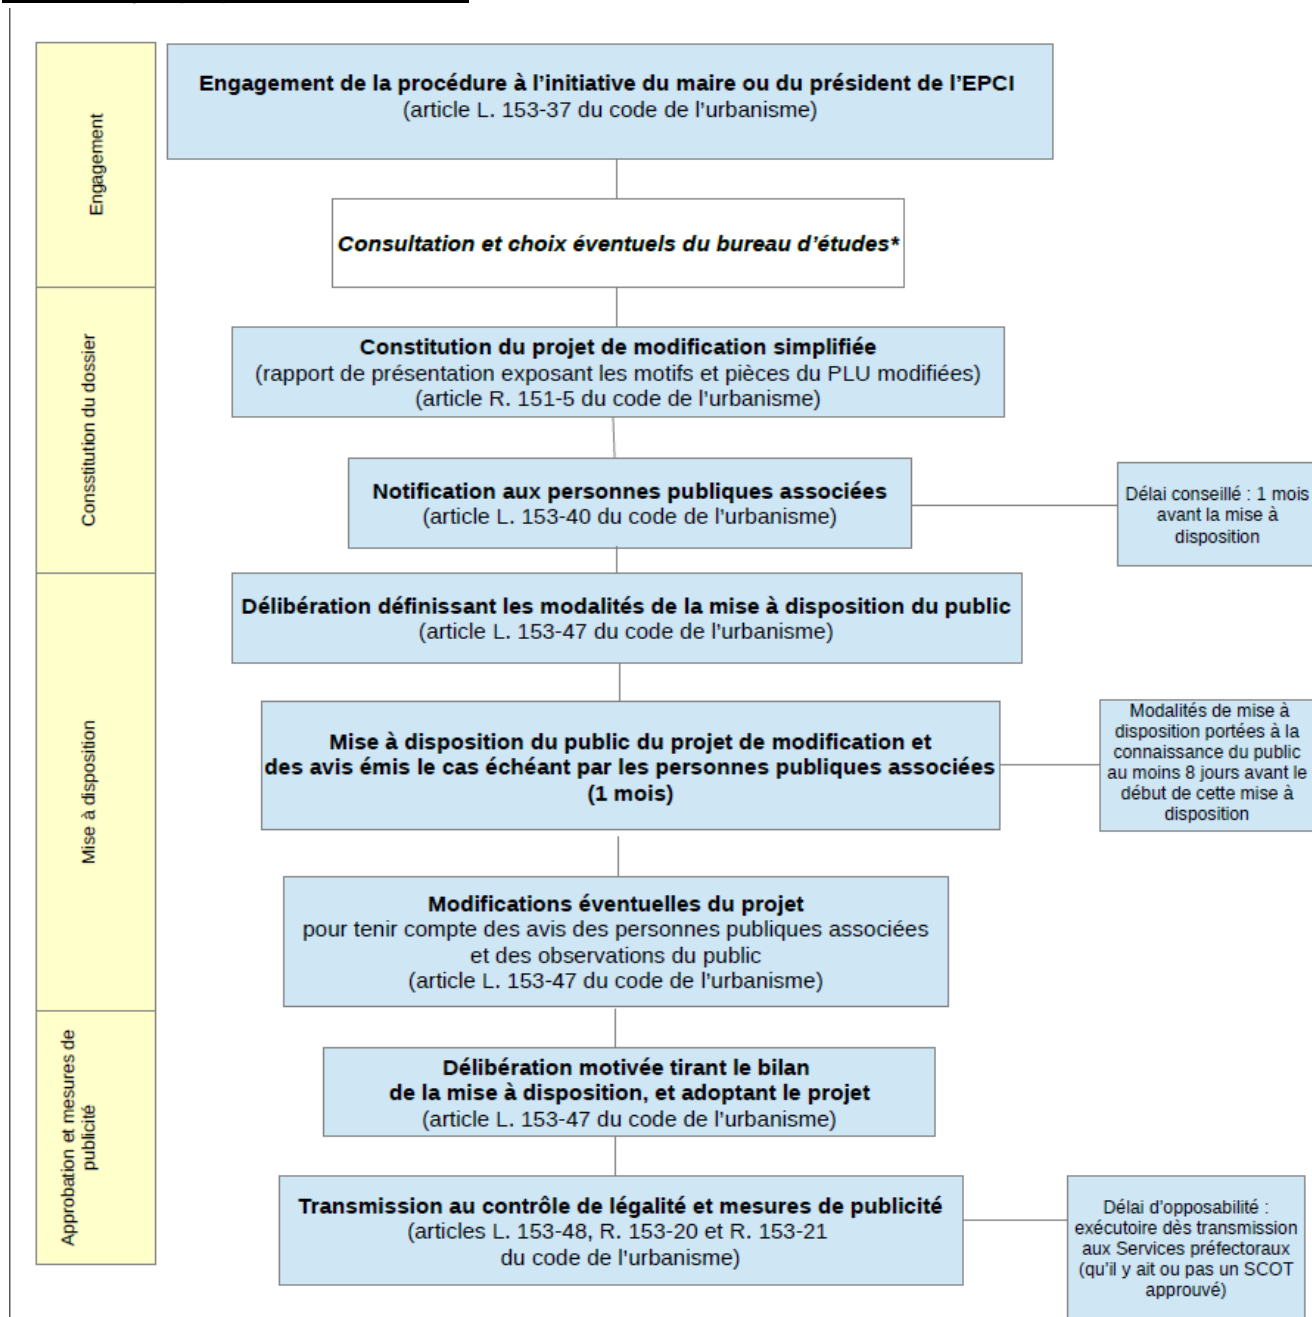 Engagement
Engagement de la procédure à l’initiative du maire ou du président de l’EPCI
(article L. 153-37 du code de l’urbanisme)
Consultation et choix éventuels du bureau d’études*
Consstitution du dossier
Constitution du projet de modification simplifiée
(rapport de présentation exposant les motifs et pièces du PLU modifiées)
(article R. 151-5 du code de l’urbanisme)
Notification aux personnes publiques associées
(article L. 153-40 du code de l’urbanisme)
Délai conseillé : 1 mois
avant la mise à
disposition
Mise à disposition
Délibération définissant les modalités de la mise à disposition du public
(article L. 153-47 du code de l’urbanisme)
Mise à disposition du public du projet de modification et
des avis émis le cas échéant par les personnes publiques associées
(1 mois)
Modalités de mise à
disposition portées à la
connaissance du public
au moins 8 jours avant le
début de cette mise à
disposition
Modifications éventuelles du projet
pour tenir compte des avis des personnes publiques associées
et des observations du public
(article L. 153-47 du code de l’urbanisme)
Approbation et mesures de
publicité
Délibération motivée tirant le bilan
de la mise à disposition, et adoptant le projet
(article L. 153-47 du code de l’urbanisme)
Transmission au contrôle de légalité et mesures de publicité
(articles L. 153-48, R. 153-20 et R. 153-21
du code de l’urbanisme)
Délai d’opposabilité :
exécutoire dès transmission
aux Services préfectoraux
(qu’il y ait ou pas un SCOT
approuvé)